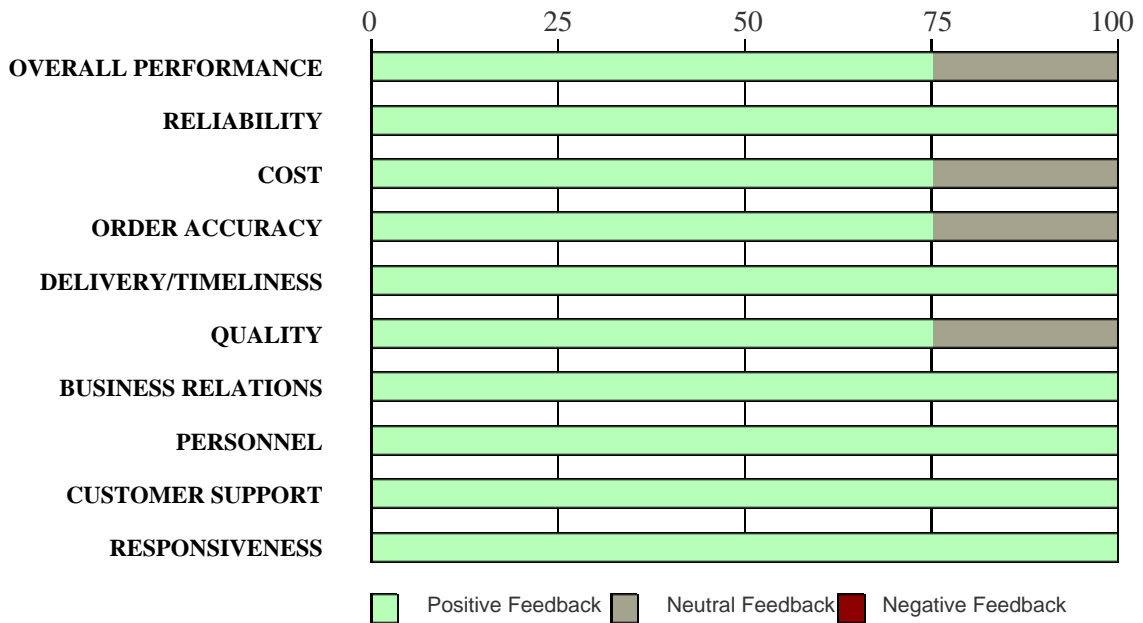 0 25 50 75 100
OVERALL PERFORMANCE
RELIABILITY
COST
ORDER ACCURACY
DELIVERY/TIMELINESS
QUALITY
BUSINESS RELATIONS
PERSONNEL
CUSTOMER SUPPORT
RESPONSIVENESS
Positive Feedback Neutral Feedback Negative Feedback